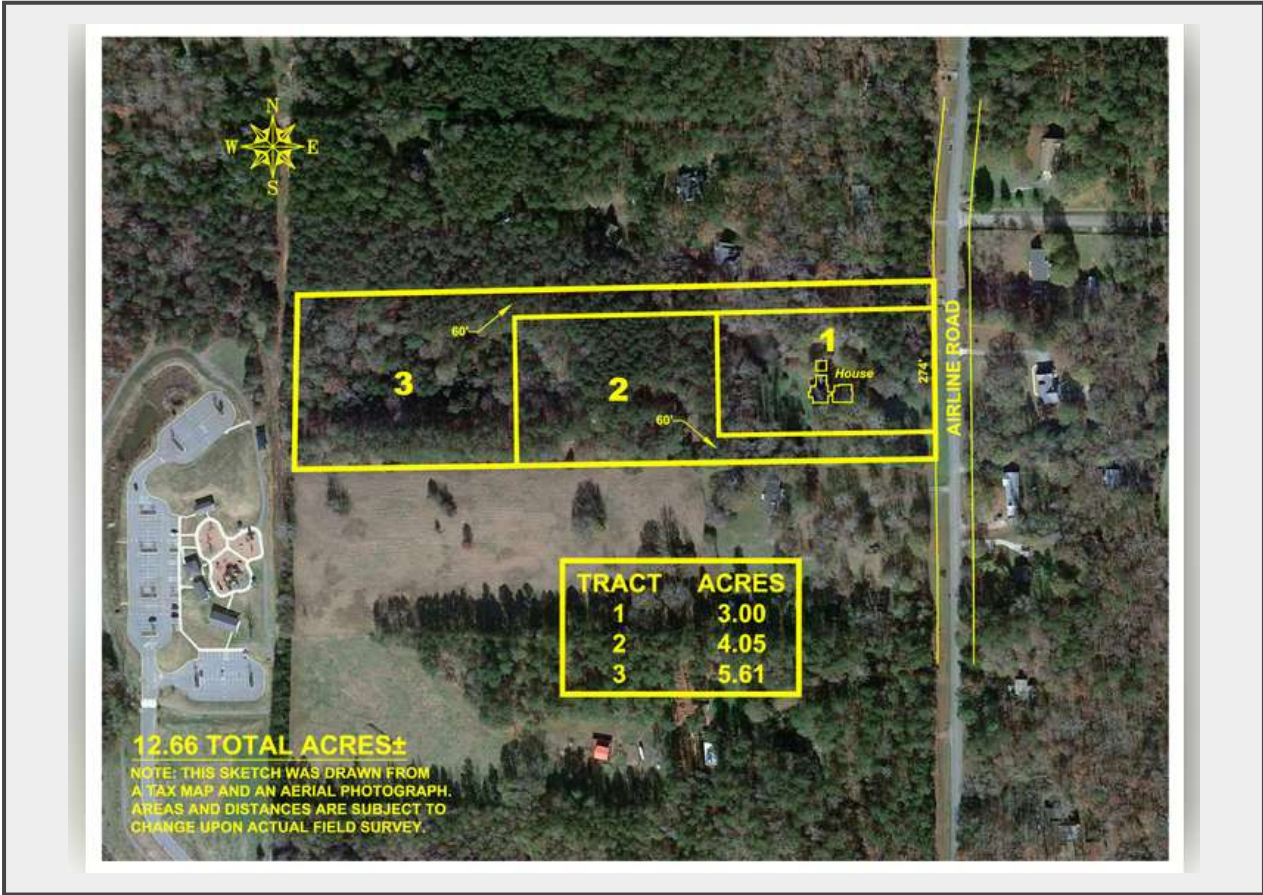 N
W E
S
60'
1
House
274'
AIRLINE ROAD
3
2
60'
TRACT ACRES
1 3.00
2 4.05
3 5.61
12.66 TOTAL ACRES±
NOTE: THIS SKETCH WAS DRAWN FROM
A TAX MAP AND AN AERIAL PHOTOGRAPH.
AREAS AND DISTANCES ARE SUBJECT TO
CHANGE UPON ACTUAL FIELD SURVEY.